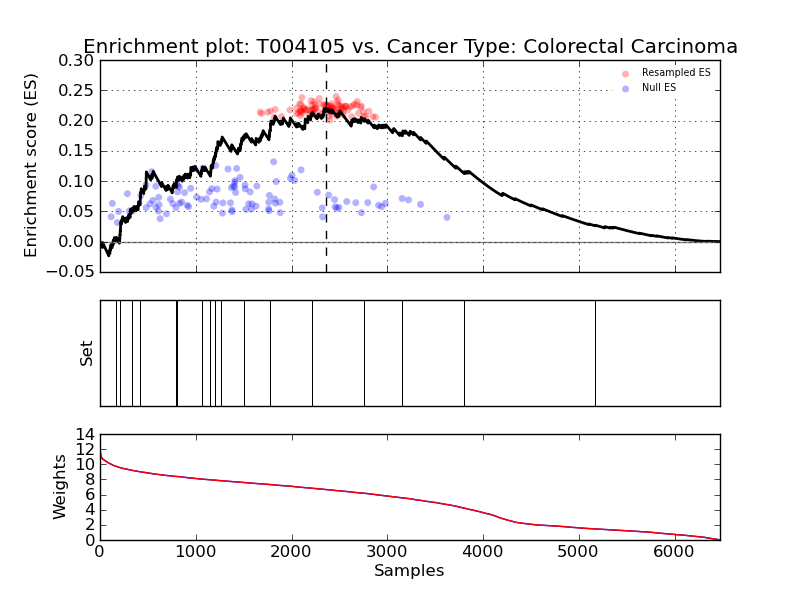 Enrichment plot: T004105 vs. Cancer Type: Colorectal Carcinoma
0.30
0.25
0.20
0.15
0.10
0.05
0.00
−0.05
Enrichment score (ES)
Resampled ES
Null ES
Set
14
12
10
8
6
4
2
0
Weights
0 1000 2000 3000 4000 5000 6000
Samples